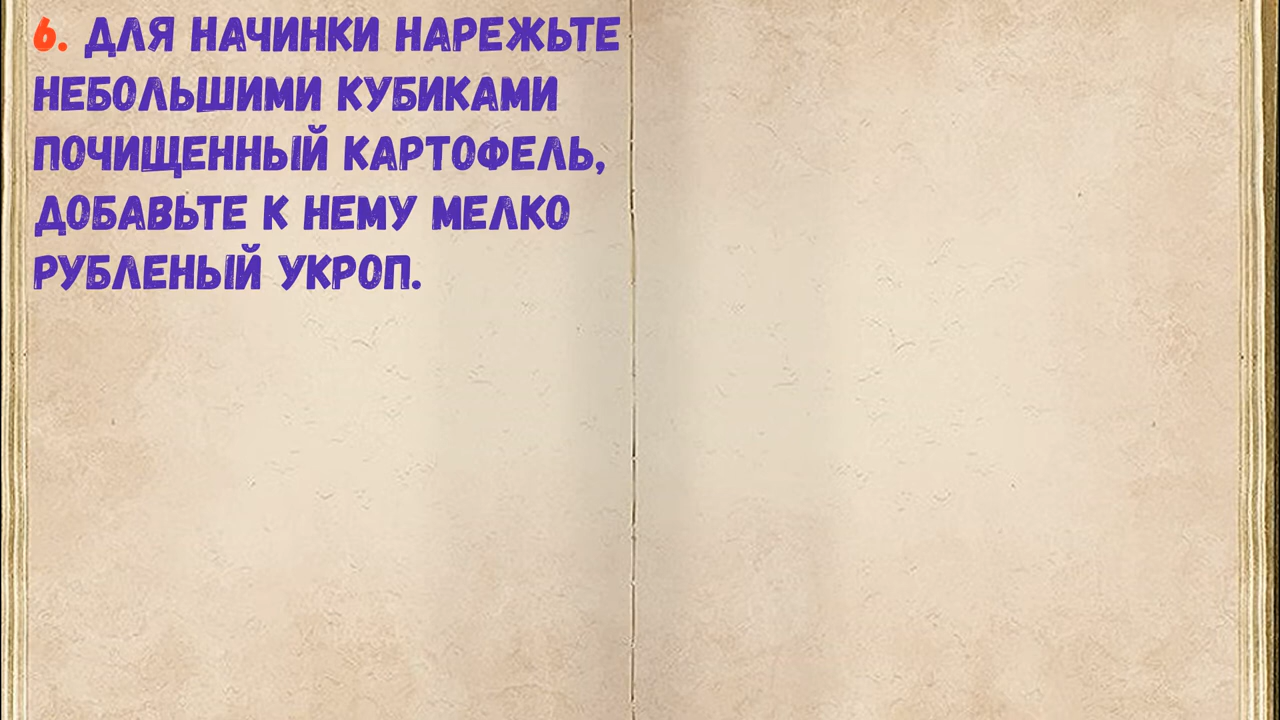 6. ДЛЯ НАЧИНКИ НАРЕЖЬТЕ
НЕБОЛЬШИМИ КУБИКАМИ
ПОЧИЩЕННЫЙ КАРТОФЕЛЬ,
ДОБАВЬТЕ К НЕМУ МЕЛКО
РУБЛЕНЫЙ УКРОП.